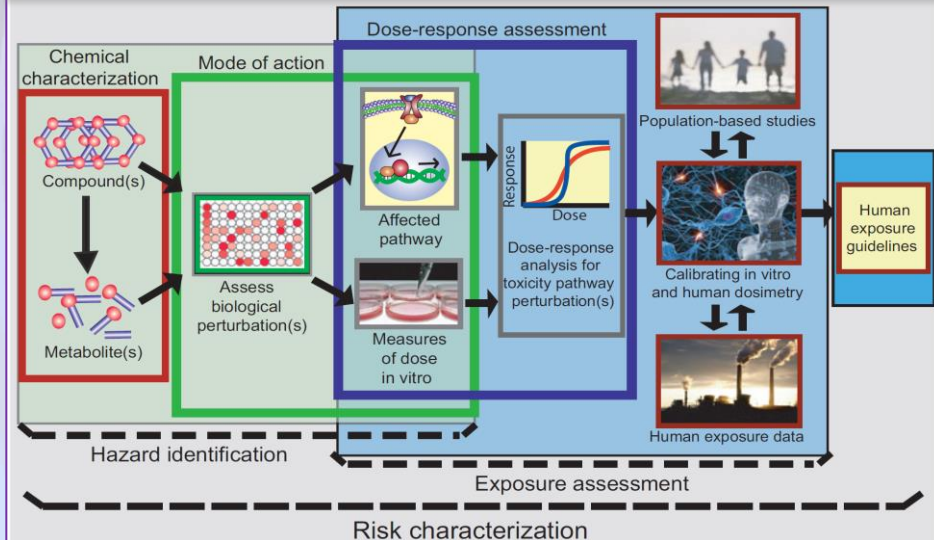 Dose-response assessment
Chemical
characterization
Mode of action
Compound(s)
Metabolite(s)
Assess
biological
perturbation(s)
Affected
pathway
Measures
of dose
in vitro
Response
Dose
Dose-response
analysis for
toxicity pathway
perturbation(s)
Population-based studies
Calibrating in vitro
and human dosimetry
Human exposure data
Human
exposure
guidelines
Hazard identification
Exposure assessment
Risk characterization